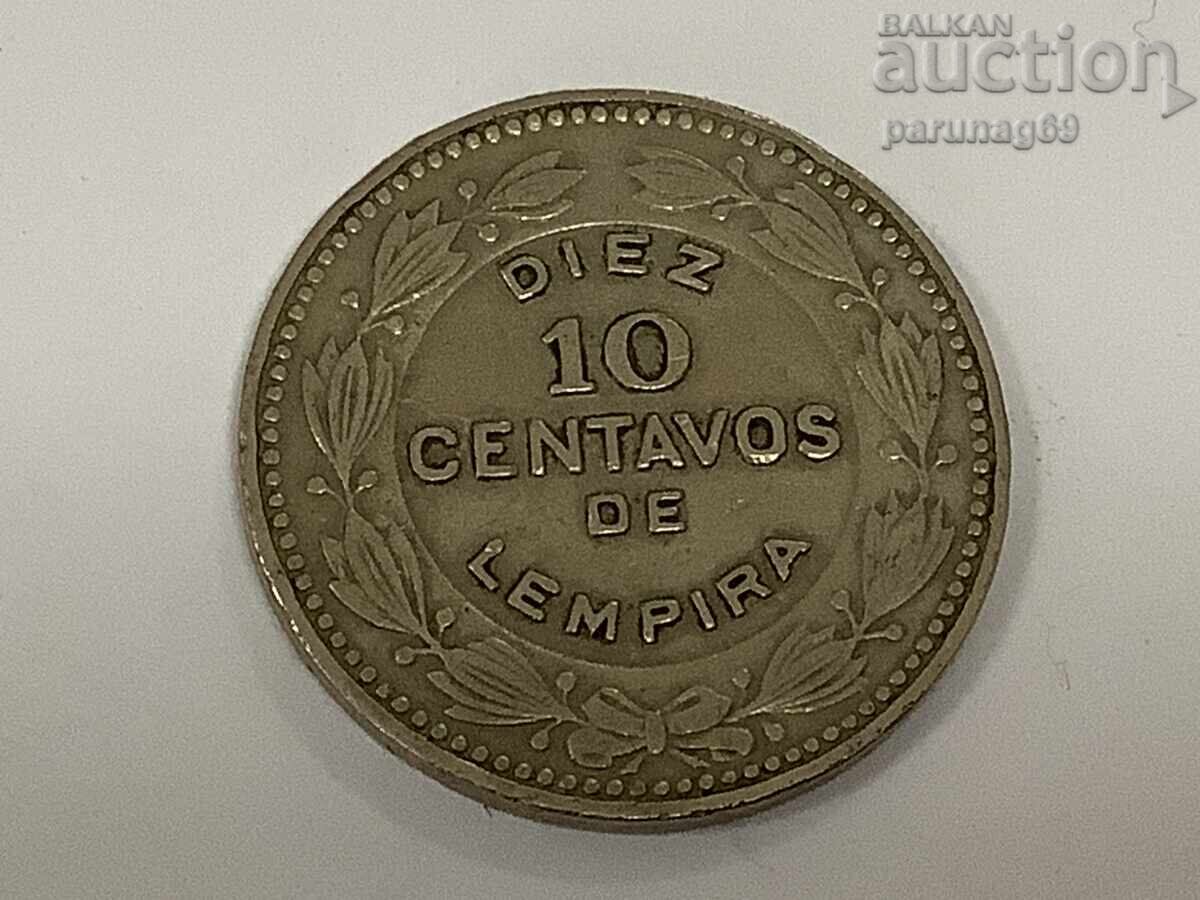 BALKAN
auction
parunag69
DIEZ
10
CENTAVOS
DE
LEMPIRA